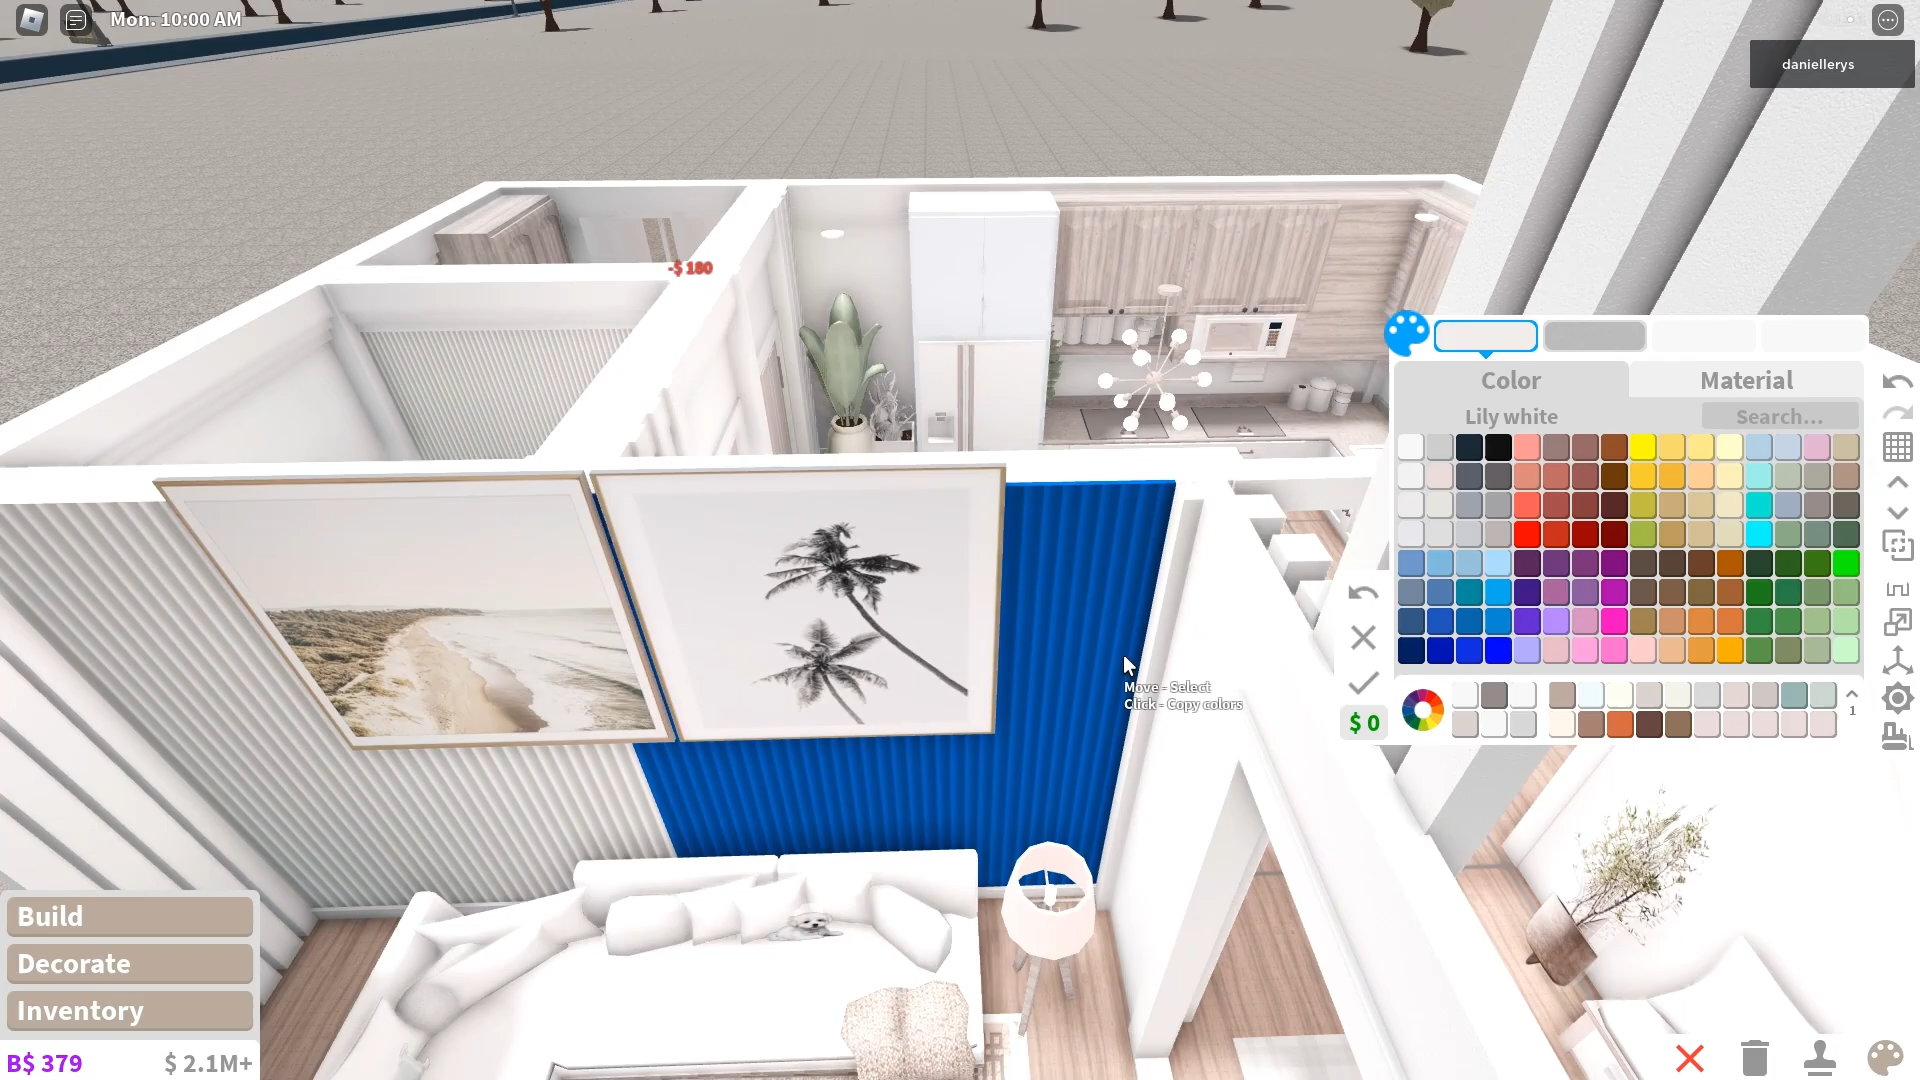 Mon. 10:00 AM
daniellerys
-$ 180
Color
Material
Lily white
Search...
Move - Select
Click - Copy colors
$ 0
1
Build
Decorate
Inventory
B$ 379
$ 2.1M+